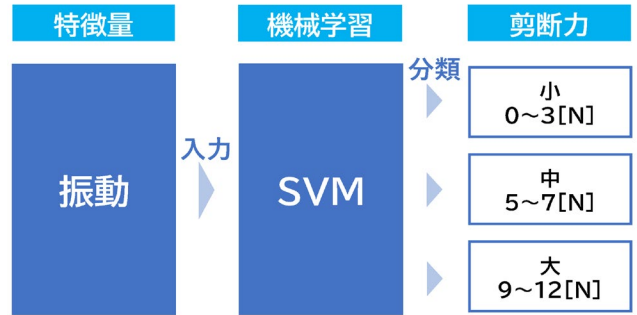 特徴量
機械学習
剪断力
振動
入力
SVM
分類
小
0～3[N]
中
5～7[N]
大
9～12[N]